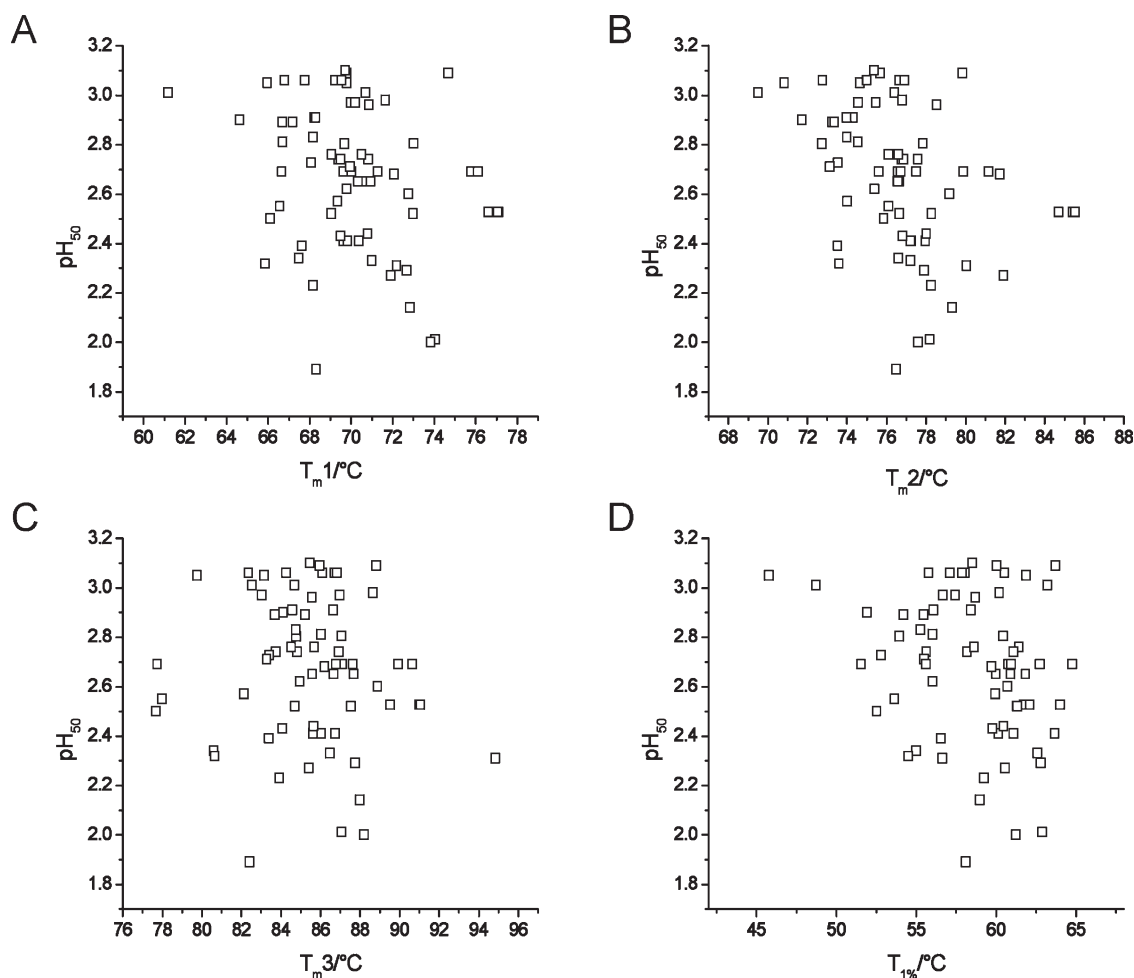 A
3.2
3.0
2.8
2.6
2.4
2.2
2.0
1.8
pH50
60 62 64 66 68 70 72 74 76 78
Tm1/°C
B
3.2
3.0
2.8
2.6
2.4
2.2
2.0
1.8
pH50
68 70 72 74 76 78 80 82 84 86 88
Tm2/°C
C
3.2
3.0
2.8
2.6
2.4
2.2
2.0
1.8
pH50
76 78 80 82 84 86 88 90 92 94 96
Tm3/°C
D
3.2
3.0
2.8
2.6
2.4
2.2
2.0
1.8
pH50
45 50 55 60 65
T1%/°C